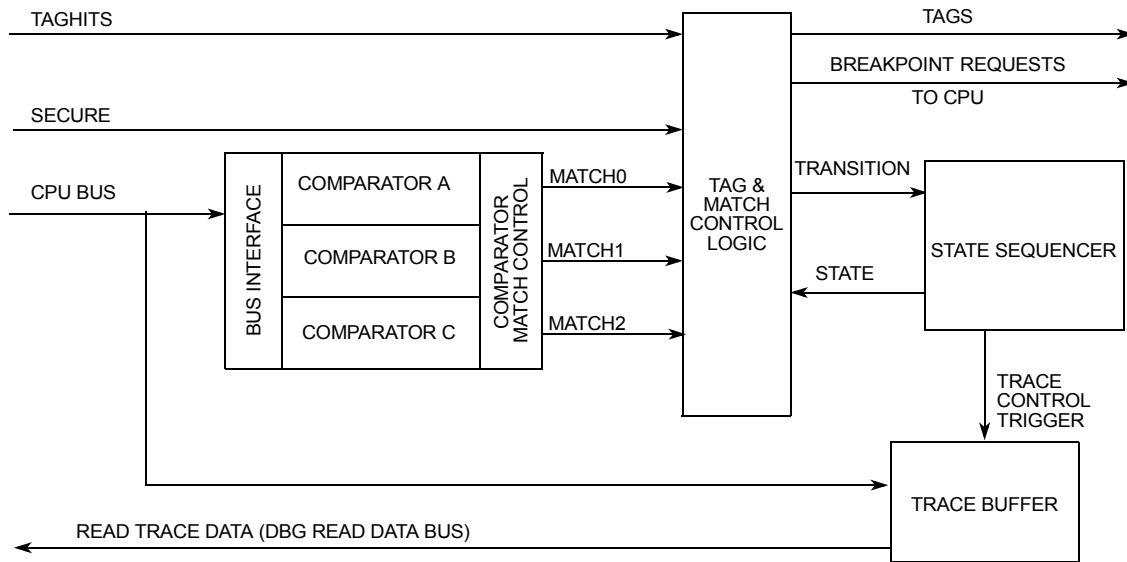 TAGHITS
TAGS
BREAKPOINT REQUESTS
TO CPU
SECURE
CPU BUS
BUS INTERFACE
COMPARATOR A
COMPARATOR B
COMPARATOR C
COMPARATOR
MATCH CONTROL
MATCH0
MATCH1
MATCH2
TAG &
MATCH
CONTROL
LOGIC
TRANSITION
STATE
STATE SEQUENCER
TRACE
CONTROL
TRIGGER
TRACE BUFFER
READ TRACE DATA (DBG READ DATA BUS)